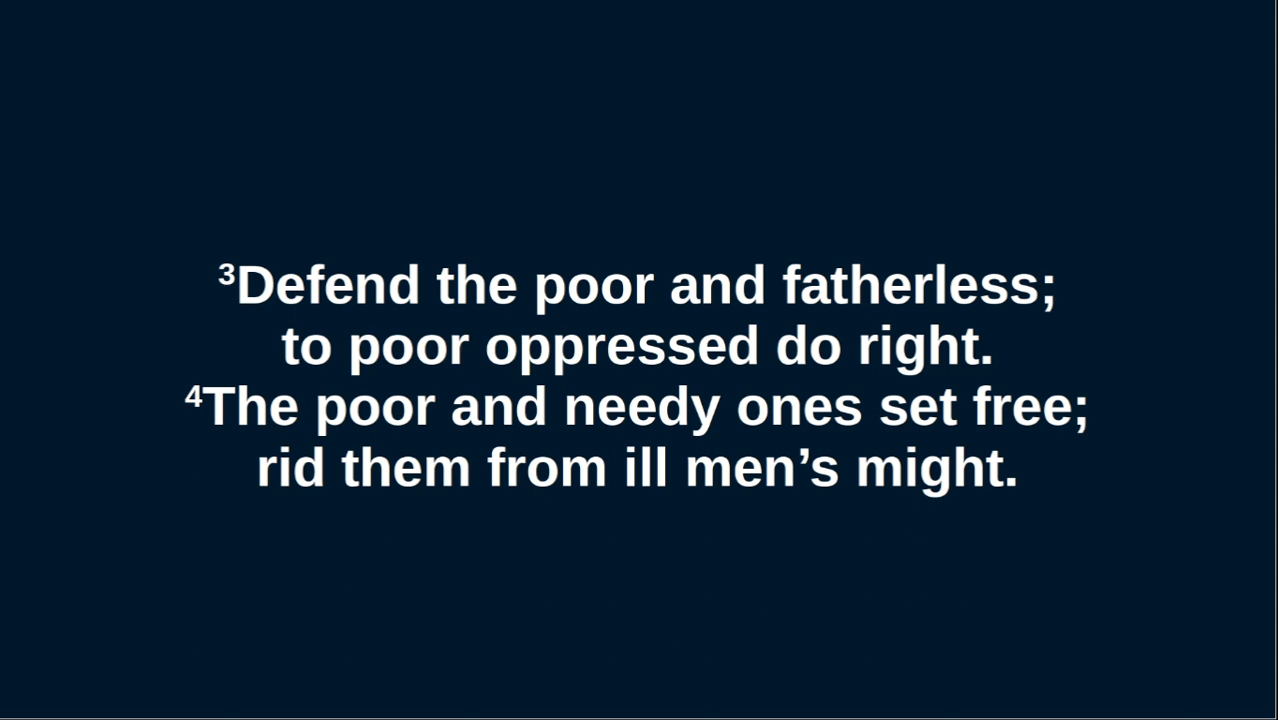 ³Defend the poor and fatherless;
to poor oppressed do right.
⁴The poor and needy ones set free;
rid them from ill men’s might.